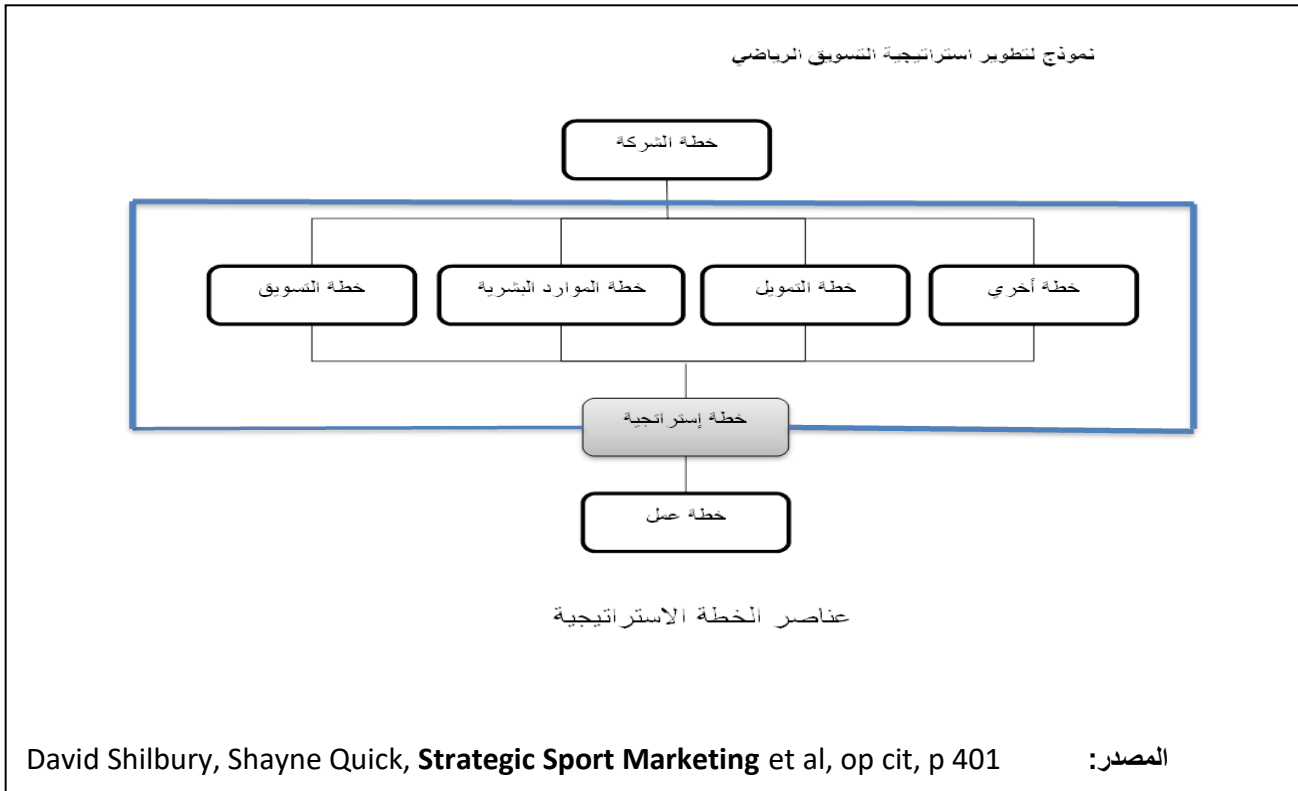 نموذج لتطوير استراتيجية التسويق الرياضي
خطة الشركة
خطة أخري
خطة التمويل
خطة الموارد البشرية
خطة التسويق
خطة إستراتجية
خطة عمل
عناصر الخطة الاستراتيجية
المصدر: David Shilbury, Shayne Quick, Strategic Sport Marketing et al, op cit, p 401